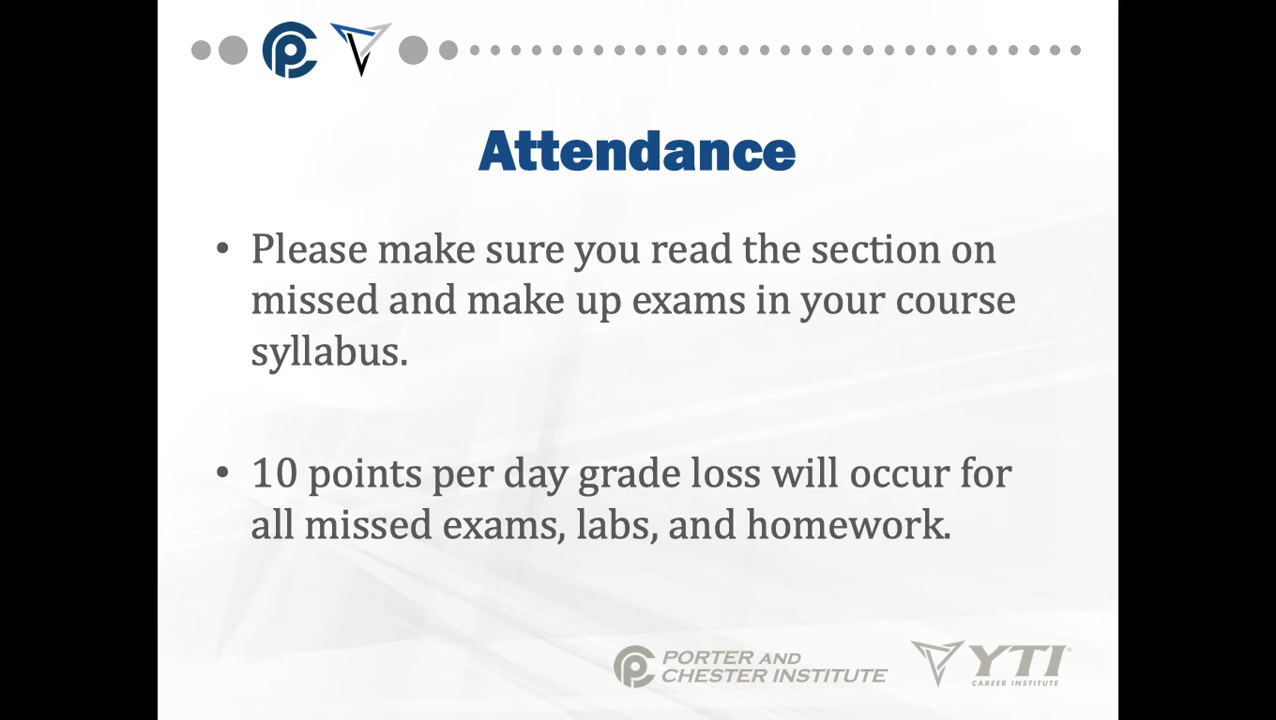 Attendance
• Please make sure you read the section on
missed and make up exams in your course
syllabus.
• 10 points per day grade loss will occur for
all missed exams, labs, and homework.
PORTER AND
CHESTER INSTITUTE
YTI
CAREER INSTITUTE